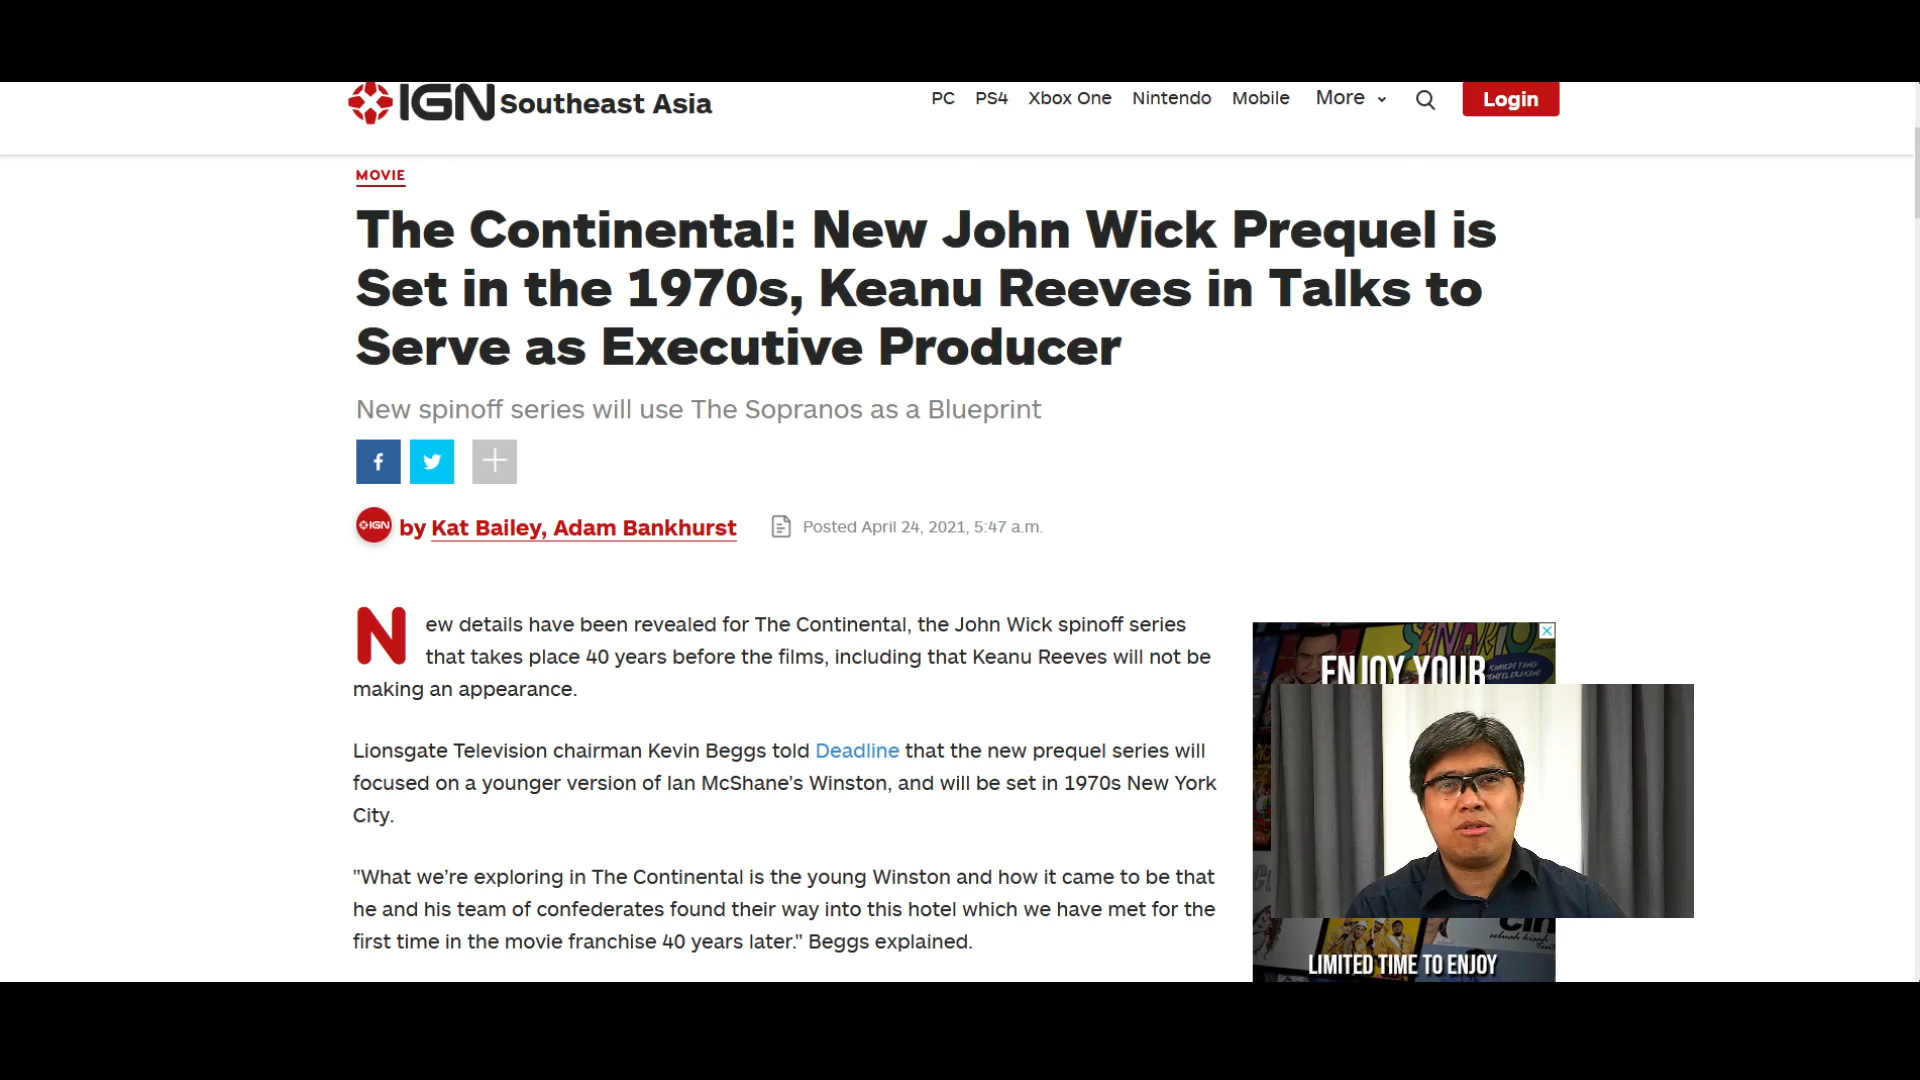 IGN Southeast Asia
PC PS4 Xbox One Nintendo Mobile More Login
MOVIE
The Continental: New John Wick Prequel is
Set in the 1970s, Keanu Reeves in Talks to
Serve as Executive Producer
New spinoff series will use The Sopranos as a Blueprint
IGN by Kat Bailey, Adam Bankhurst Posted April 24, 2021, 5:47 a.m.
New details have been revealed for The Continental, the John Wick spinoff series
that takes place 40 years before the films, including that Keanu Reeves will not be
making an appearance.
Lionsgate Television chairman Kevin Beggs told Deadline that the new prequel series will
focused on a younger version of Ian McShane's Winston, and will be set in 1970s New York
City.
"What we’re exploring in The Continental is the young Winston and how it came to be that
he and his team of confederates found their way into this hotel which we have met for the
first time in the movie franchise 40 years later." Beggs explained.
ENJOY YOUR
LIMITED TIME TO ENJOY